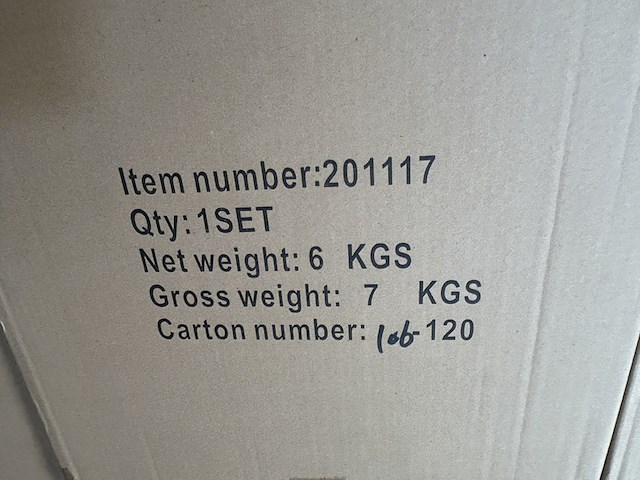 Item number:201117
Qty: 1SET
Net weight: 6 KGS
Gross weight: 7 KGS
Carton number: 106-120